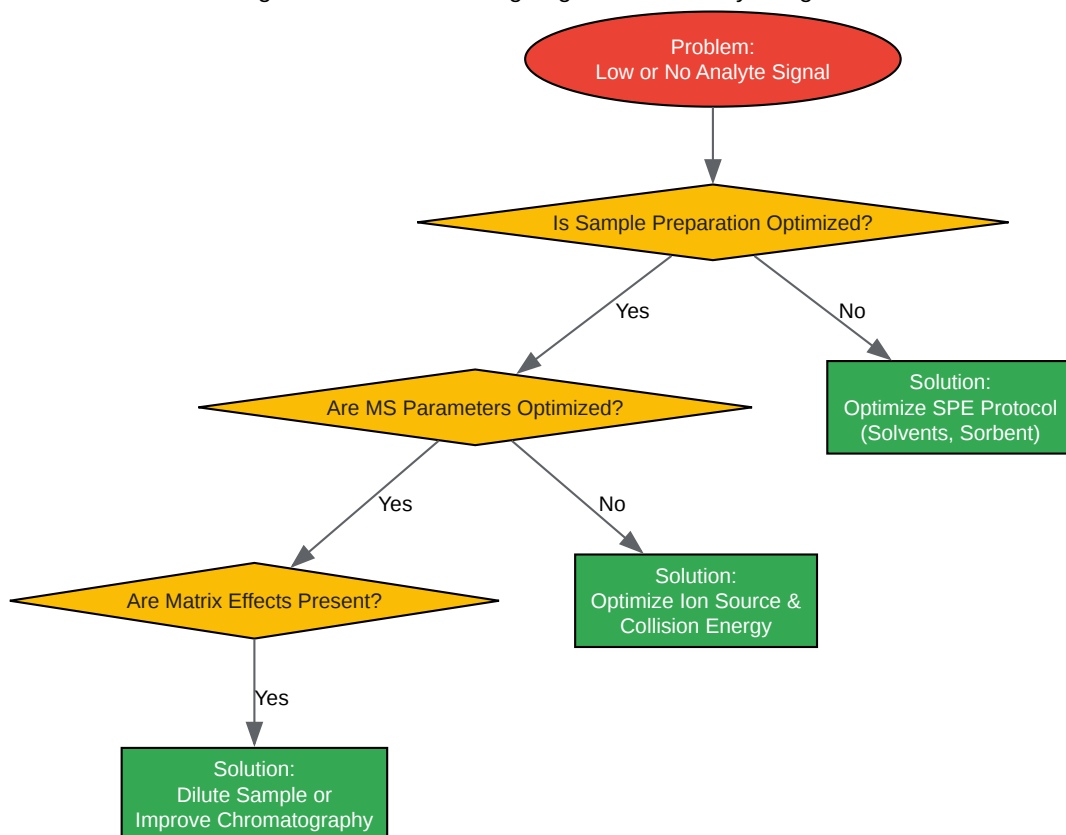 Problem:
Low or No Analyte Signal
Is Sample Preparation Optimized?
Yes
No
Solution:
Optimize SPE Protocol
(Solvents, Sorbent)
Are MS Parameters Optimized?
Yes
No
Solution:
Optimize Ion Source &
Collision Energy
Are Matrix Effects Present?
Yes
Solution:
Dilute Sample or
Improve Chromatography